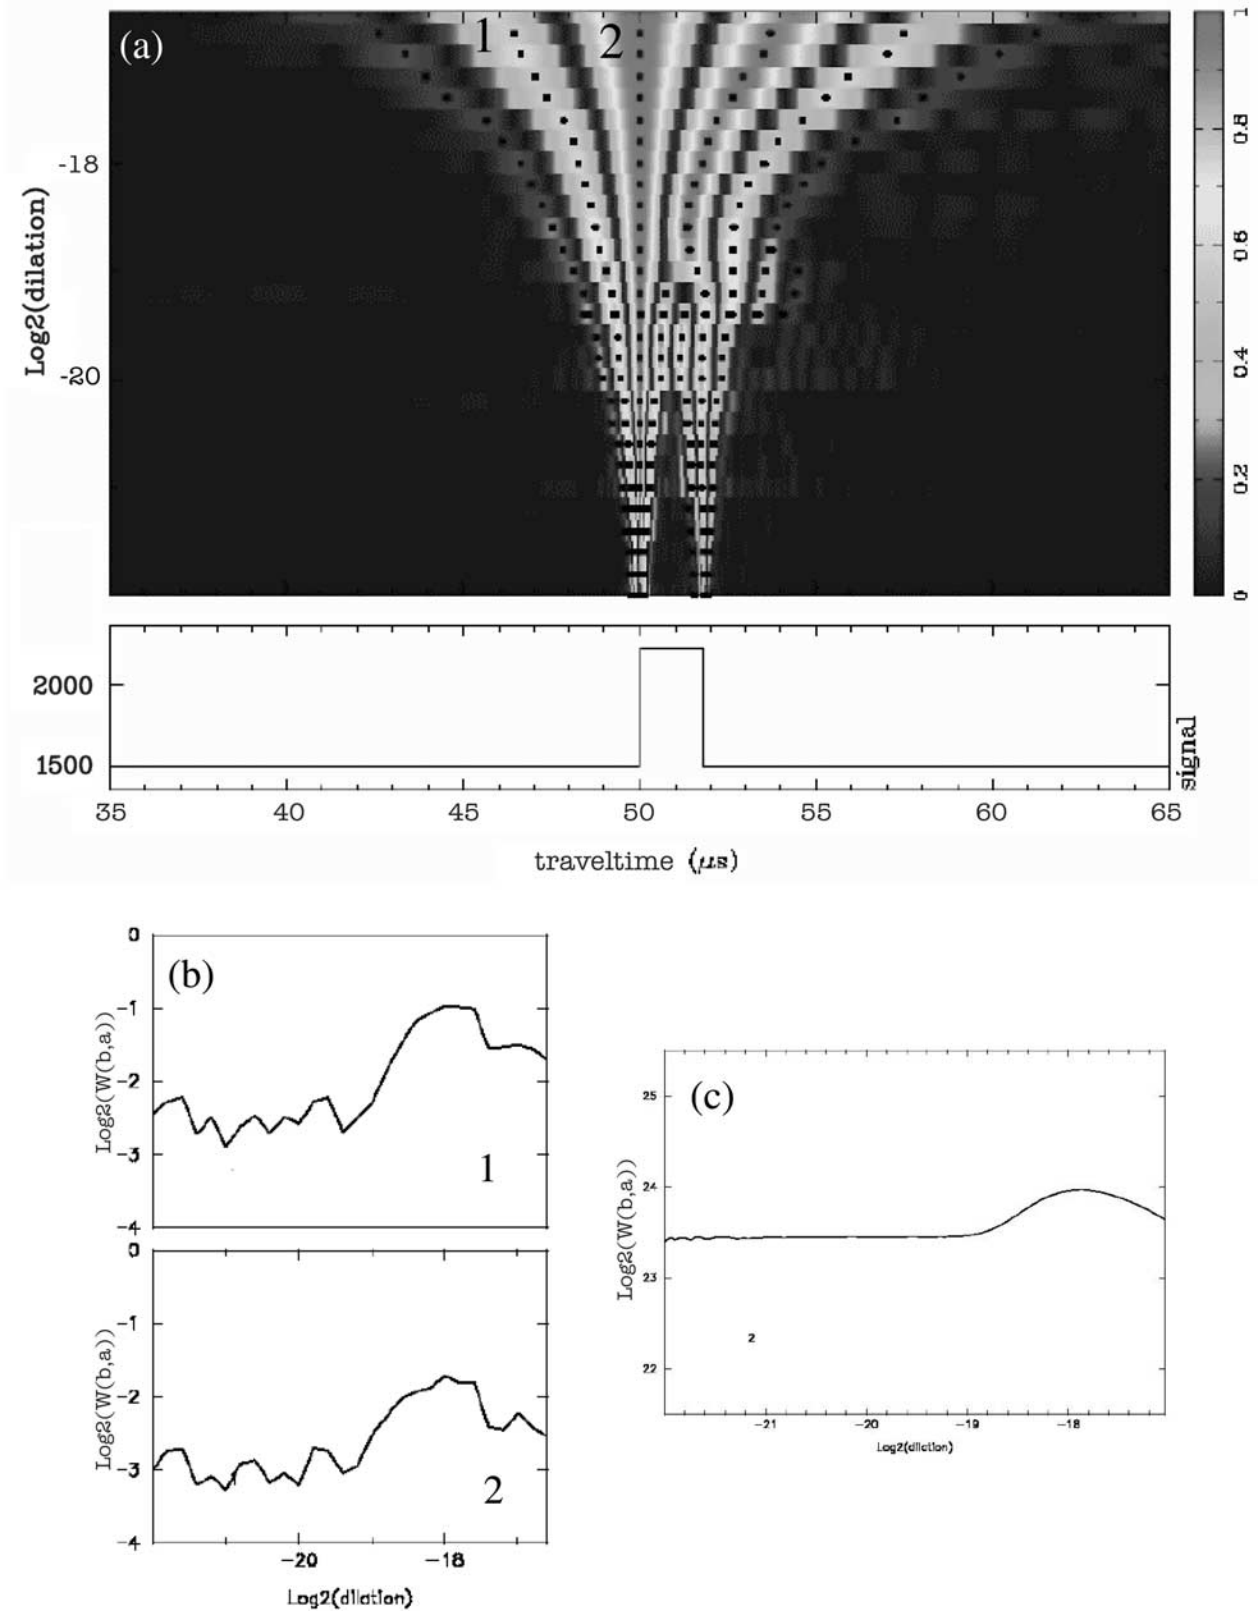 (a)
1
2
1
0.8
0.6
0.4
0.2
0
Log2(dilation)
-18
-20
2000
1500
signal
35 40 45 50 55 60 65
traveltime (μs)
(b)
0
-1
-2
-3
-4
Log2(W(b,a))
1
0
-1
-2
-3
-4
Log2(W(b,a))
2
-20 -18
Log2(dilation)
(c)
25
24
23
22
Log2(W(b,a))
2
-21 -20 -19 -18
Log2(dilation)